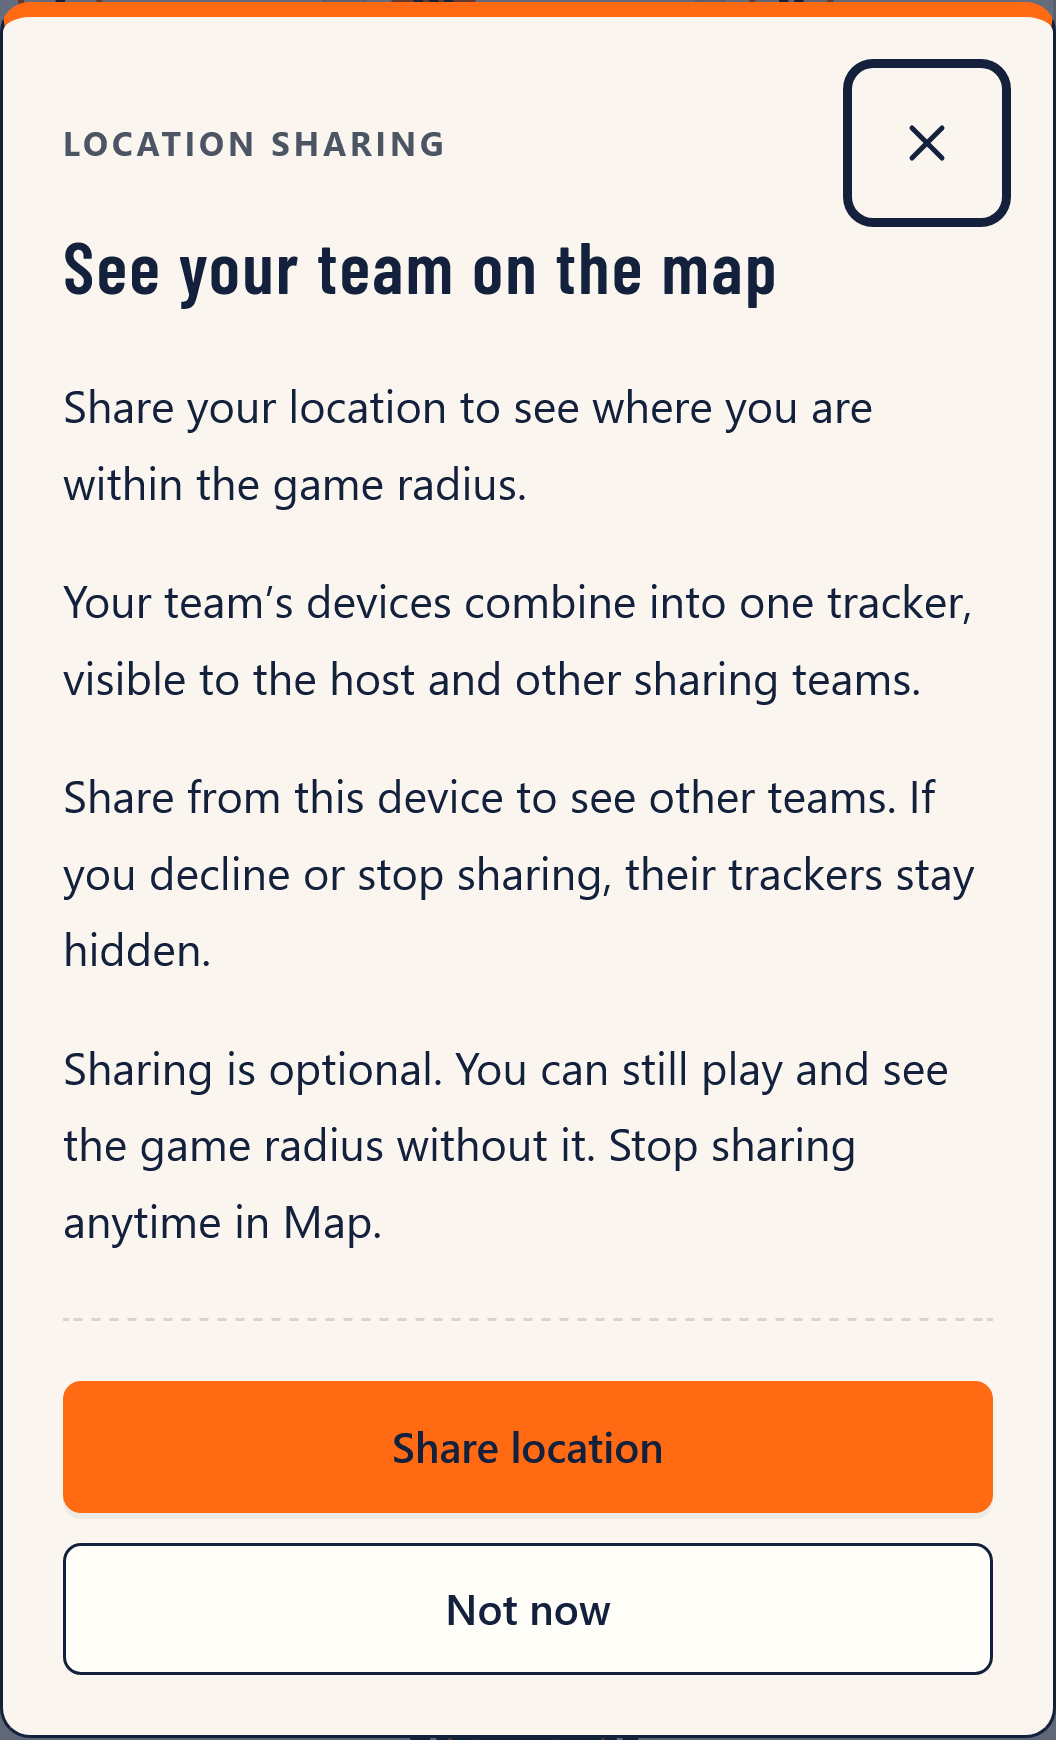 LOCATION SHARING
See your team on the map
Share your location to see where you are
within the game radius.
Your team’s devices combine into one tracker,
visible to the host and other sharing teams.
Share from this device to see other teams. If
you decline or stop sharing, their trackers stay
hidden.
Sharing is optional. You can still play and see
the game radius without it. Stop sharing
anytime in Map.
Share location
Not now